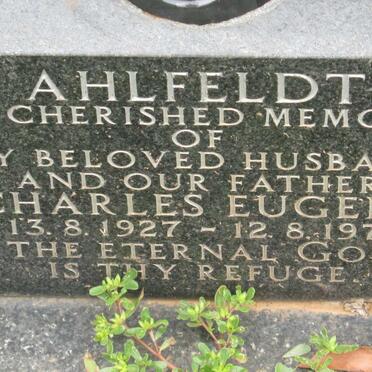 AHLFELDT
CHERISHED MEMO
OF
Y BELOVED HUSBA
AND OUR FATHER
CHARLES EUGE
13.8.1927 - 12.8.197
THE ETERNAL GO
IS THY REFUGE.